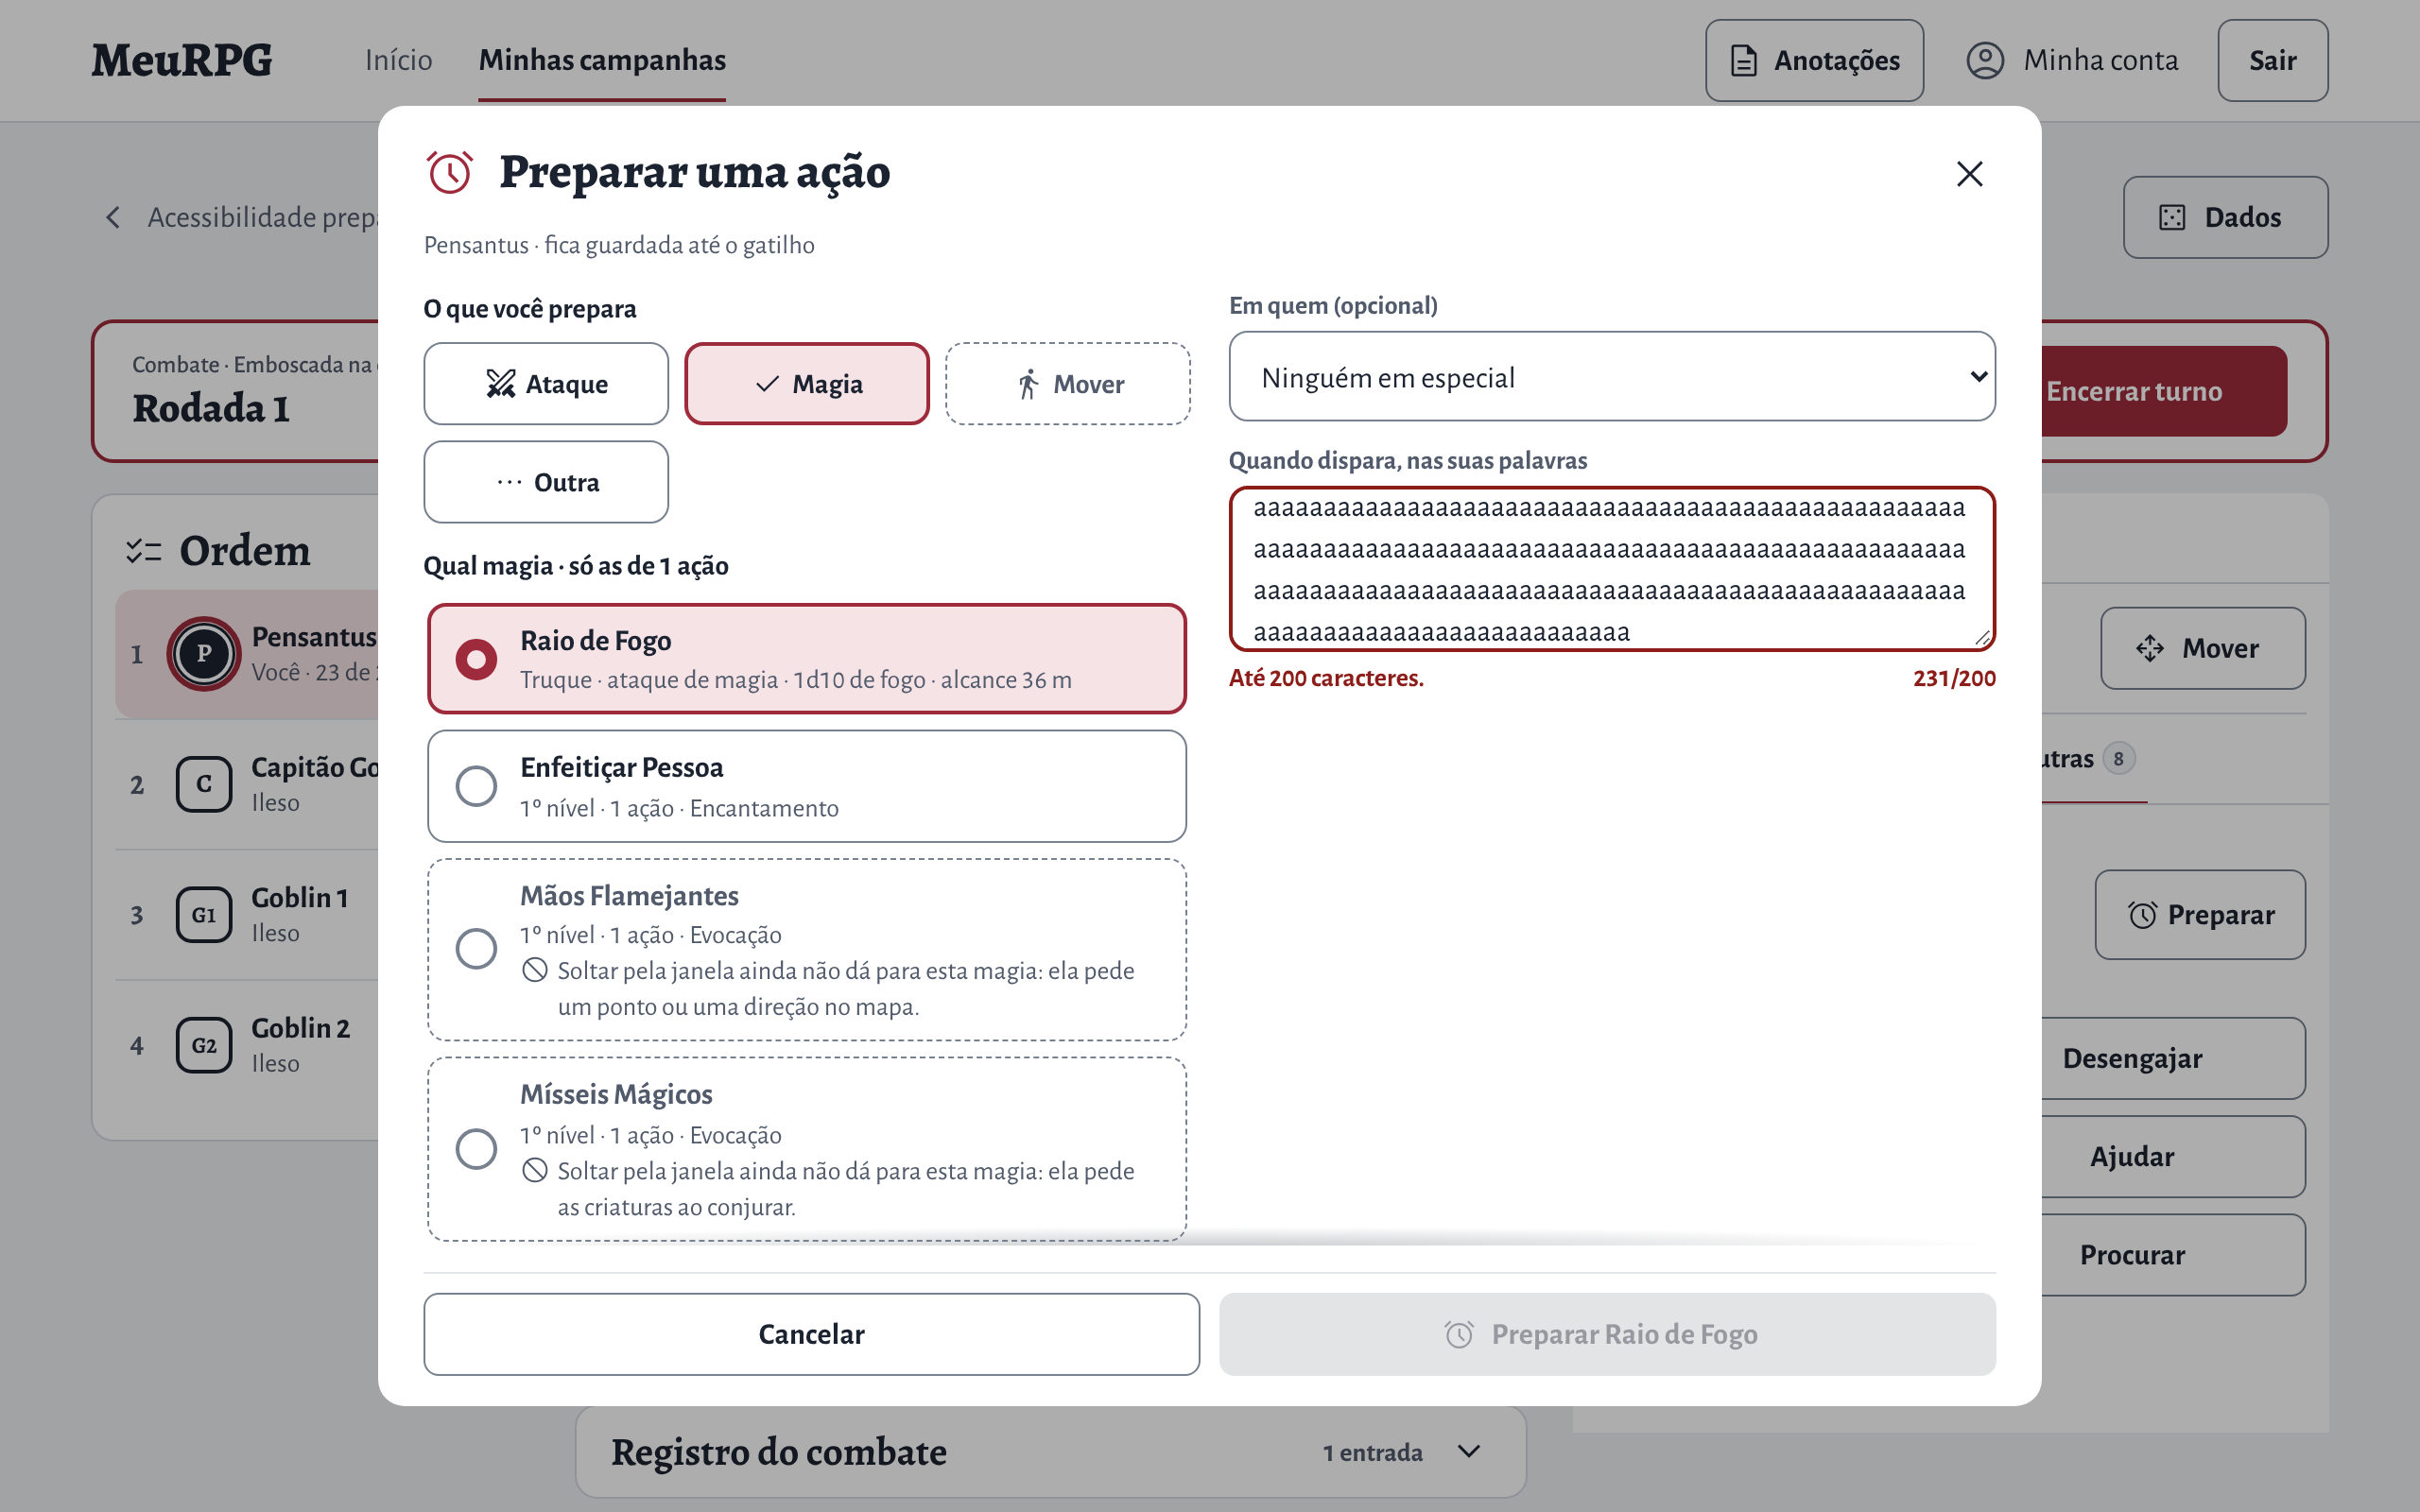 MeuRPG
Início
Minhas campanhas
Anotações
Minha conta
Sair
Acessibilidade prepa
Dados
Combate · Emboscada na
Rodada 1
Encerrar turno
Ordem
1
P
Pensantus
Você · 23 de
2
C
Capitão Go
Ileso
3
G1
Goblin 1
Ileso
4
G2
Goblin 2
Ileso
Mover
utras 8
Preparar
Desengajar
Ajudar
Procurar
Registro do combate
1 entrada
Preparar uma ação
Pensantus · fica guardada até o gatilho
O que você prepara
Ataque
Magia
Mover
Outra
Qual magia · só as de 1 ação
Raio de Fogo
Truque · ataque de magia · 1d10 de fogo · alcance 36 m
Enfeitiçar Pessoa
1º nível · 1 ação · Encantamento
Mãos Flamejantes
1º nível · 1 ação · Evocação
Soltar pela janela ainda não dá para esta magia: ela pede
um ponto ou uma direção no mapa.
Mísseis Mágicos
1º nível · 1 ação · Evocação
Soltar pela janela ainda não dá para esta magia: ela pede
as criaturas ao conjurar.
Em quem (opcional)
Ninguém em especial
Quando dispara, nas suas palavras
aaaaaaaaaaaaaaaaaaaaaaaaaaaaaaaaaaaaaaaaaaaaaaaaaaa
aaaaaaaaaaaaaaaaaaaaaaaaaaaaaaaaaaaaaaaaaaaaaaaaaaa
aaaaaaaaaaaaaaaaaaaaaaaaaaaaaaaaaaaaaaaaaaaaaaaaaaa
aaaaaaaaaaaaaaaaaaaaaaaaaaa
Até 200 caracteres.
231/200
Cancelar
Preparar Raio de Fogo